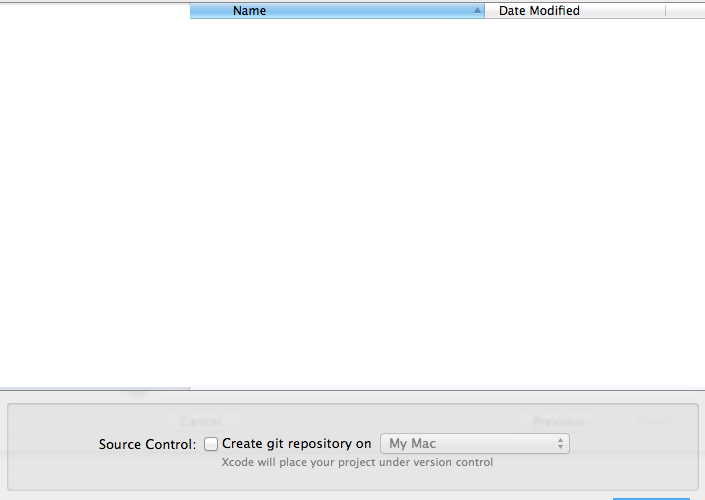 Name Date Modified
Cancel Previous
Source Control: Create git repository on My Mac
Xcode will place your project under version control